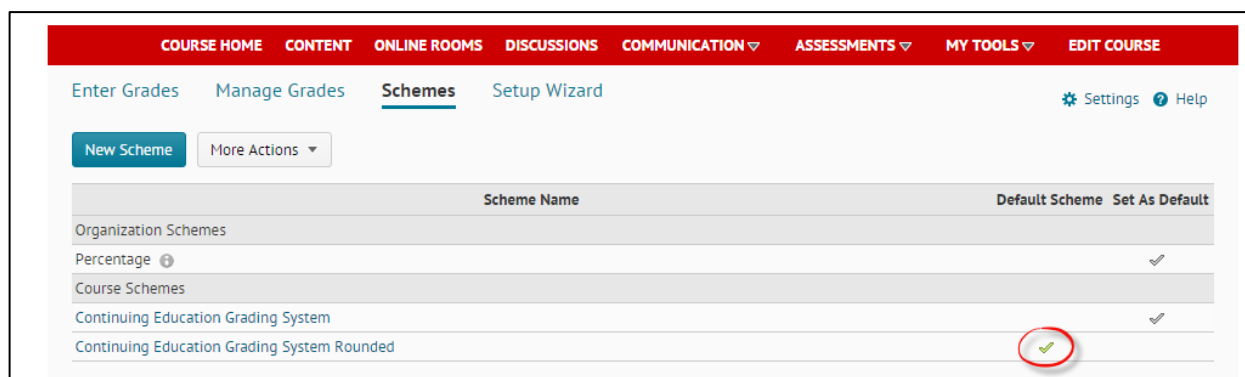 COURSE HOME CONTENT ONLINE ROOMS DISCUSSIONS COMMUNICATION ASSESSMENTS MY TOOLS EDIT COURSE
Enter Grades Manage Grades Schemes Setup Wizard Settings Help
New Scheme More Actions
Scheme Name Default Scheme Set As Default
Organization Schemes
Percentage
Course Schemes
Continuing Education Grading System
Continuing Education Grading System Rounded